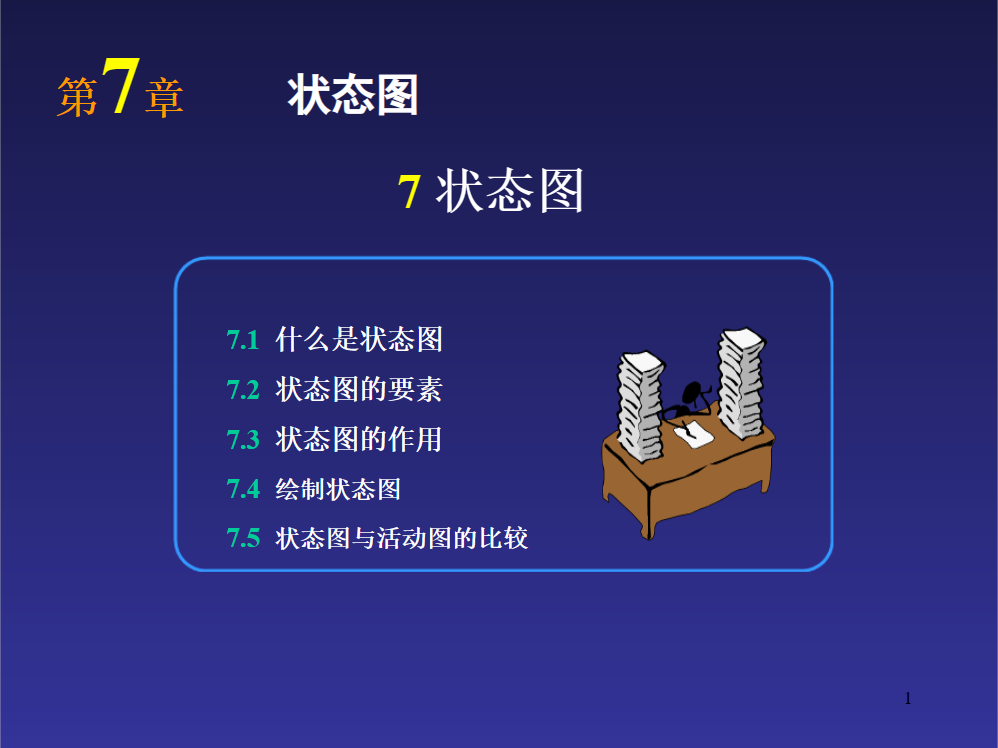 第7章 状态图
7 状态图
7.1 什么是状态图
7.2 状态图的要素
7.3 状态图的作用
7.4 绘制状态图
7.5 状态图与活动图的比较
1